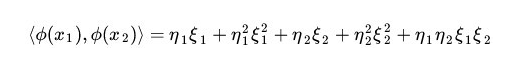 ⟨ϕ(x₁), ϕ(x₂)⟩ = η₁ξ₁ + η₁²ξ₁² + η₂ξ₂ + η₂²ξ₂² + η₁η₂ξ₁ξ₂